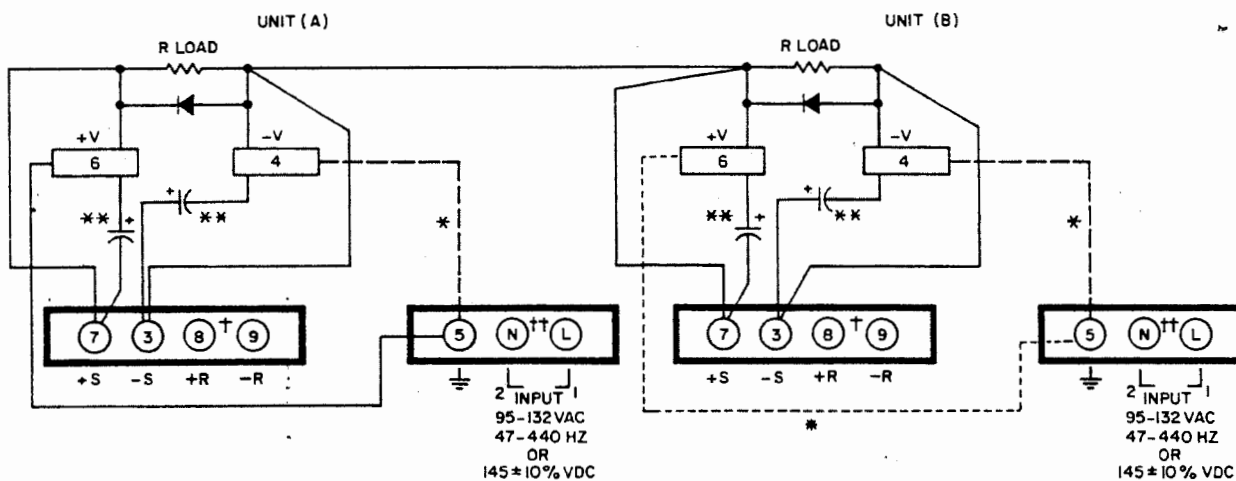 UNIT (A)
UNIT (B)
R LOAD
R LOAD
+V
-V
+V
-V
6
4
6
4
+
**
+
**
*
+
**
+
**
*
7 3 8 † 9
5 N †† L
7 3 8 † 9
5 N †† L
+S -S +R -R
+S -S +R -R
2 INPUT 1
95-132 VAC
47-440 HZ
OR
145 ± 10% VDC
*
2 INPUT 1
95-132 VAC
47-440 HZ
OR
145 ± 10% VDC